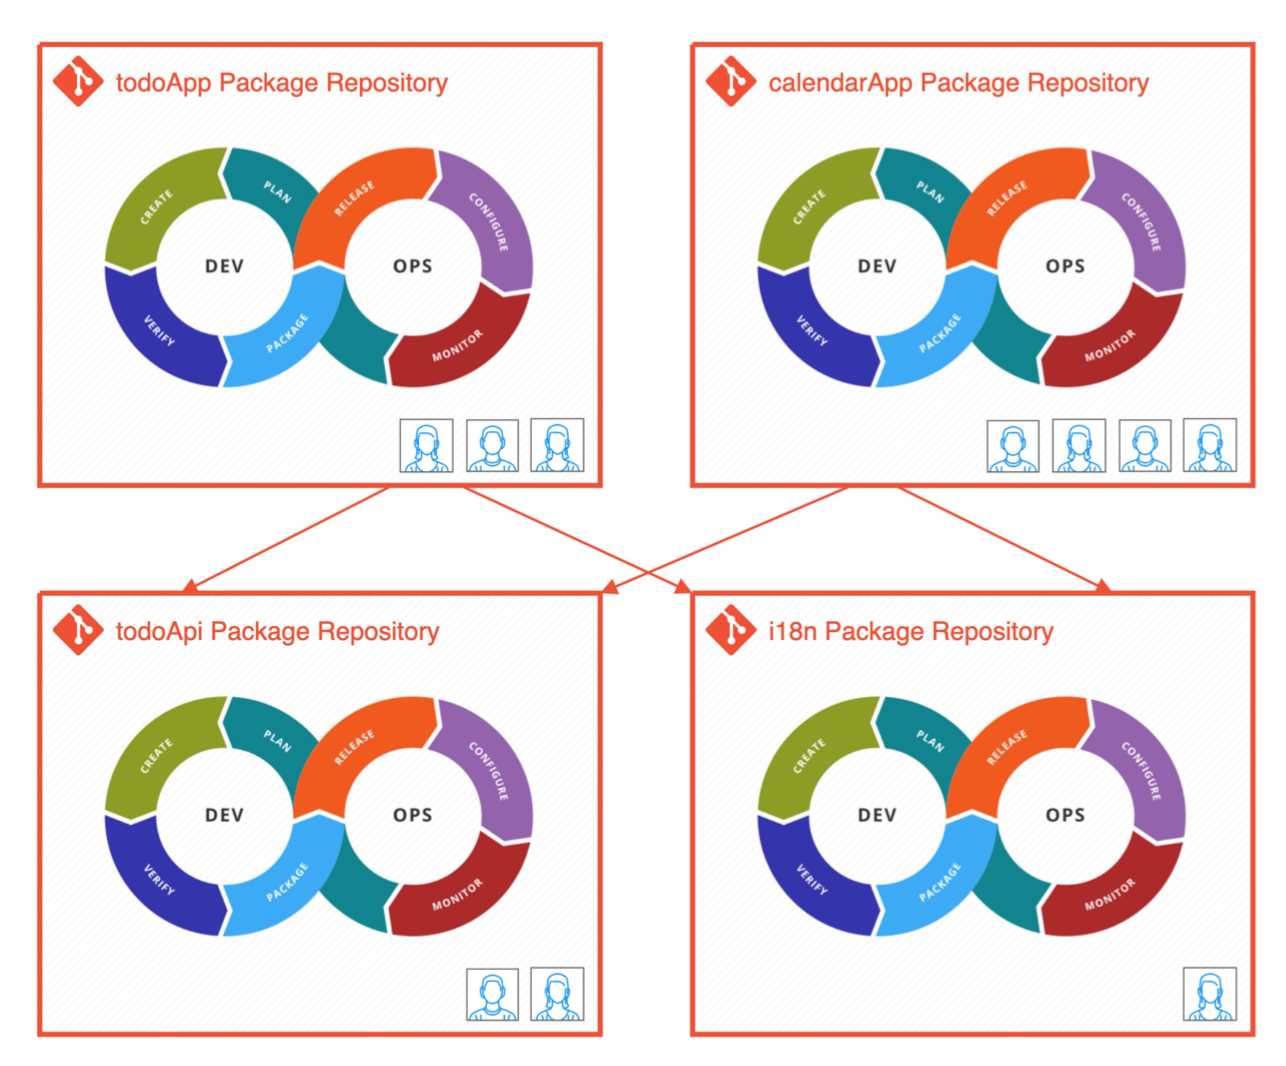 todoApp Package Repository
CREATE
PLAN
RELEASE
CONFIGURE
DEV
OPS
VERIFY
PACKAGE
MONITOR
calendarApp Package Repository
CREATE
PLAN
RELEASE
CONFIGURE
DEV
OPS
VERIFY
PACKAGE
MONITOR
todoApi Package Repository
CREATE
PLAN
RELEASE
CONFIGURE
DEV
OPS
VERIFY
PACKAGE
MONITOR
i18n Package Repository
CREATE
PLAN
RELEASE
CONFIGURE
DEV
OPS
VERIFY
PACKAGE
MONITOR